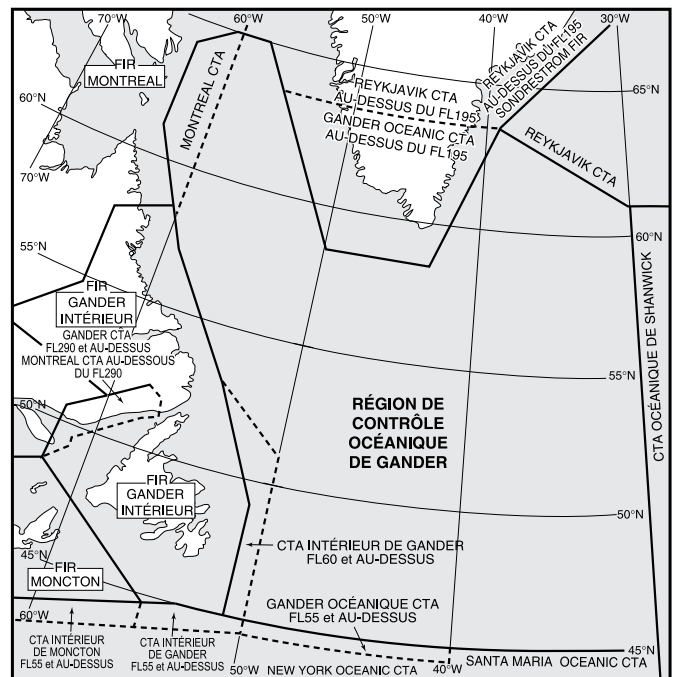 70°W
60°W
50°W
40°W
30°W
FIR
MONTREAL
MONTREAL CTA
REYKJAVIK CTA
AU-DESSUS DU FL195
GANDER OCEANIC CTA
AU-DESSUS DU FL195
REYKJAVIK CTA
AU-DESSUS DU FL195
SONDRESTROM FIR
65°N
60°N
REYKJAVIK CTA
70°W
60°N
55°N
FIR
GANDER
INTÉRIEUR
GANDER CTA
FL290 et AU-DESSUS
MONTREAL CTA AU-DESSOUS
DU FL290
CTA OCÉANIQUE DE SHANWICK
55°N
50°N
RÉGION DE
CONTRÔLE
OCÉANIQUE
DE GANDER
FIR
GANDER
INTÉRIEUR
50°N
CTA INTÉRIEUR DE GANDER
FL60 et AU-DESSUS
45°N
FIR
MONCTON
60°W
GANDER OCÉANIQUE CTA
FL55 et AU-DESSUS
CTA INTÉRIEUR
DE MONCTON
FL55 et AU-DESSUS
CTA INTÉRIEUR
DE GANDER
FL55 et AU-DESSUS
50°W
NEW YORK OCEANIC CTA
40°W
SANTA MARIA OCEANIC CTA
45°N